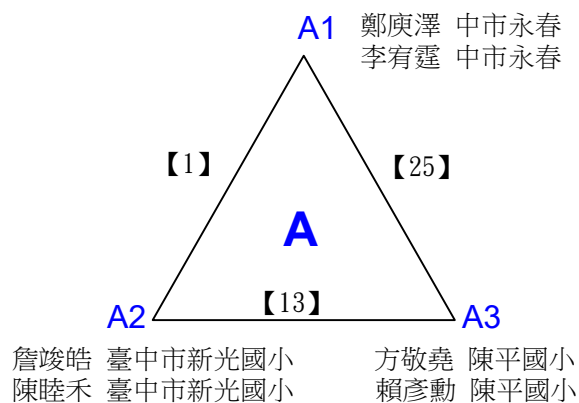 A1
鄭庾澤 中市永春
李宥霆 中市永春
【1】
【25】
A
A2
【13】
A3
詹竣皓 臺中市新光國小
陳睦禾 臺中市新光國小
方敬堯 陳平國小
賴彥勳 陳平國小